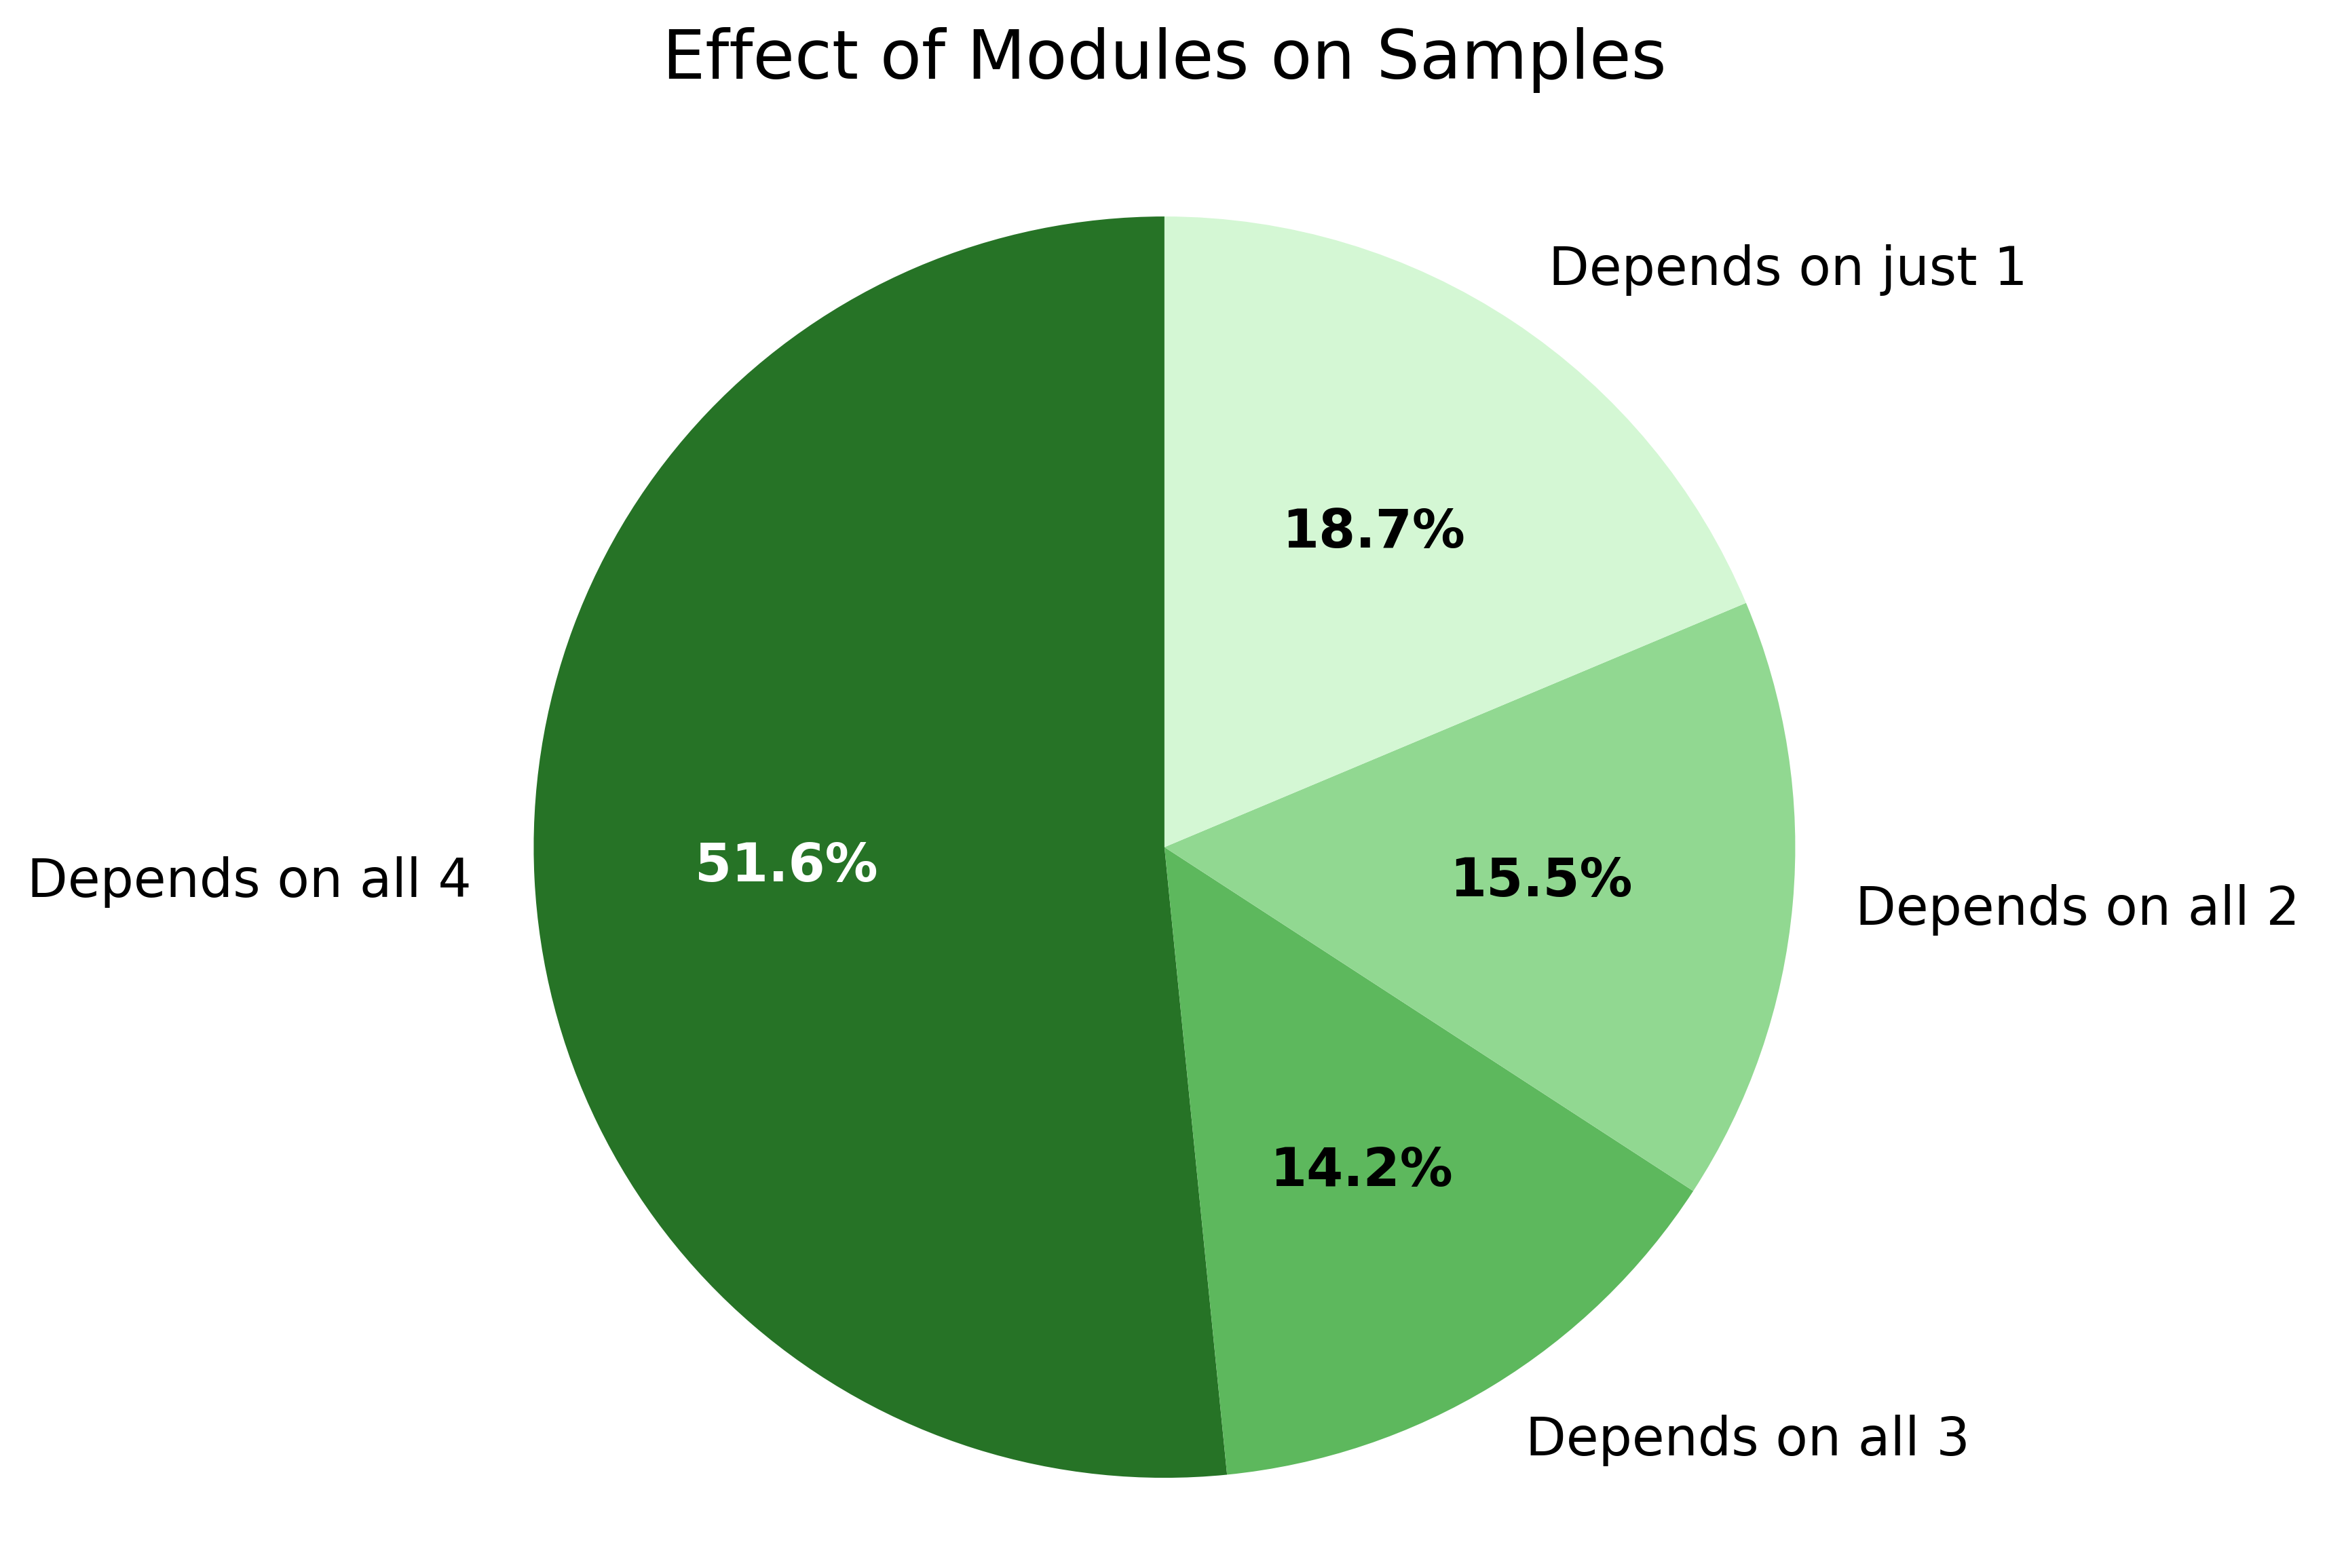 Effect of Modules on Samples
Depends on just 1
18.7%
51.6%
15.5%
Depends on all 4
Depends on all 2
14.2%
Depends on all 3